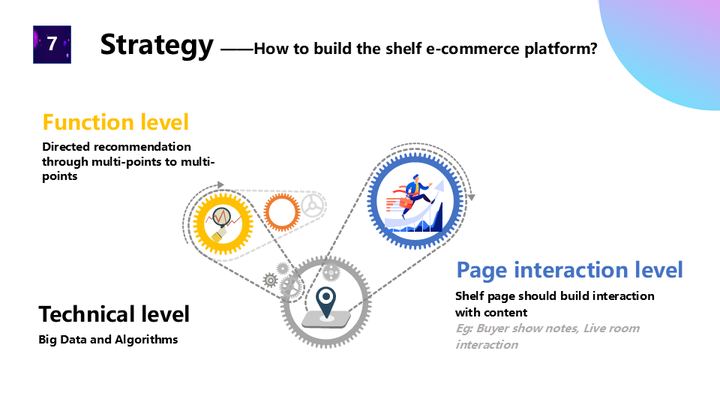 7
Strategy ——How to build the shelf e-commerce platform?
Function level
Directed recommendation
through multi-points to multi-
points
Page interaction level
Shelf page should build interaction
with content
Eg: Buyer show notes, Live room
interaction
Technical level
Big Data and Algorithms